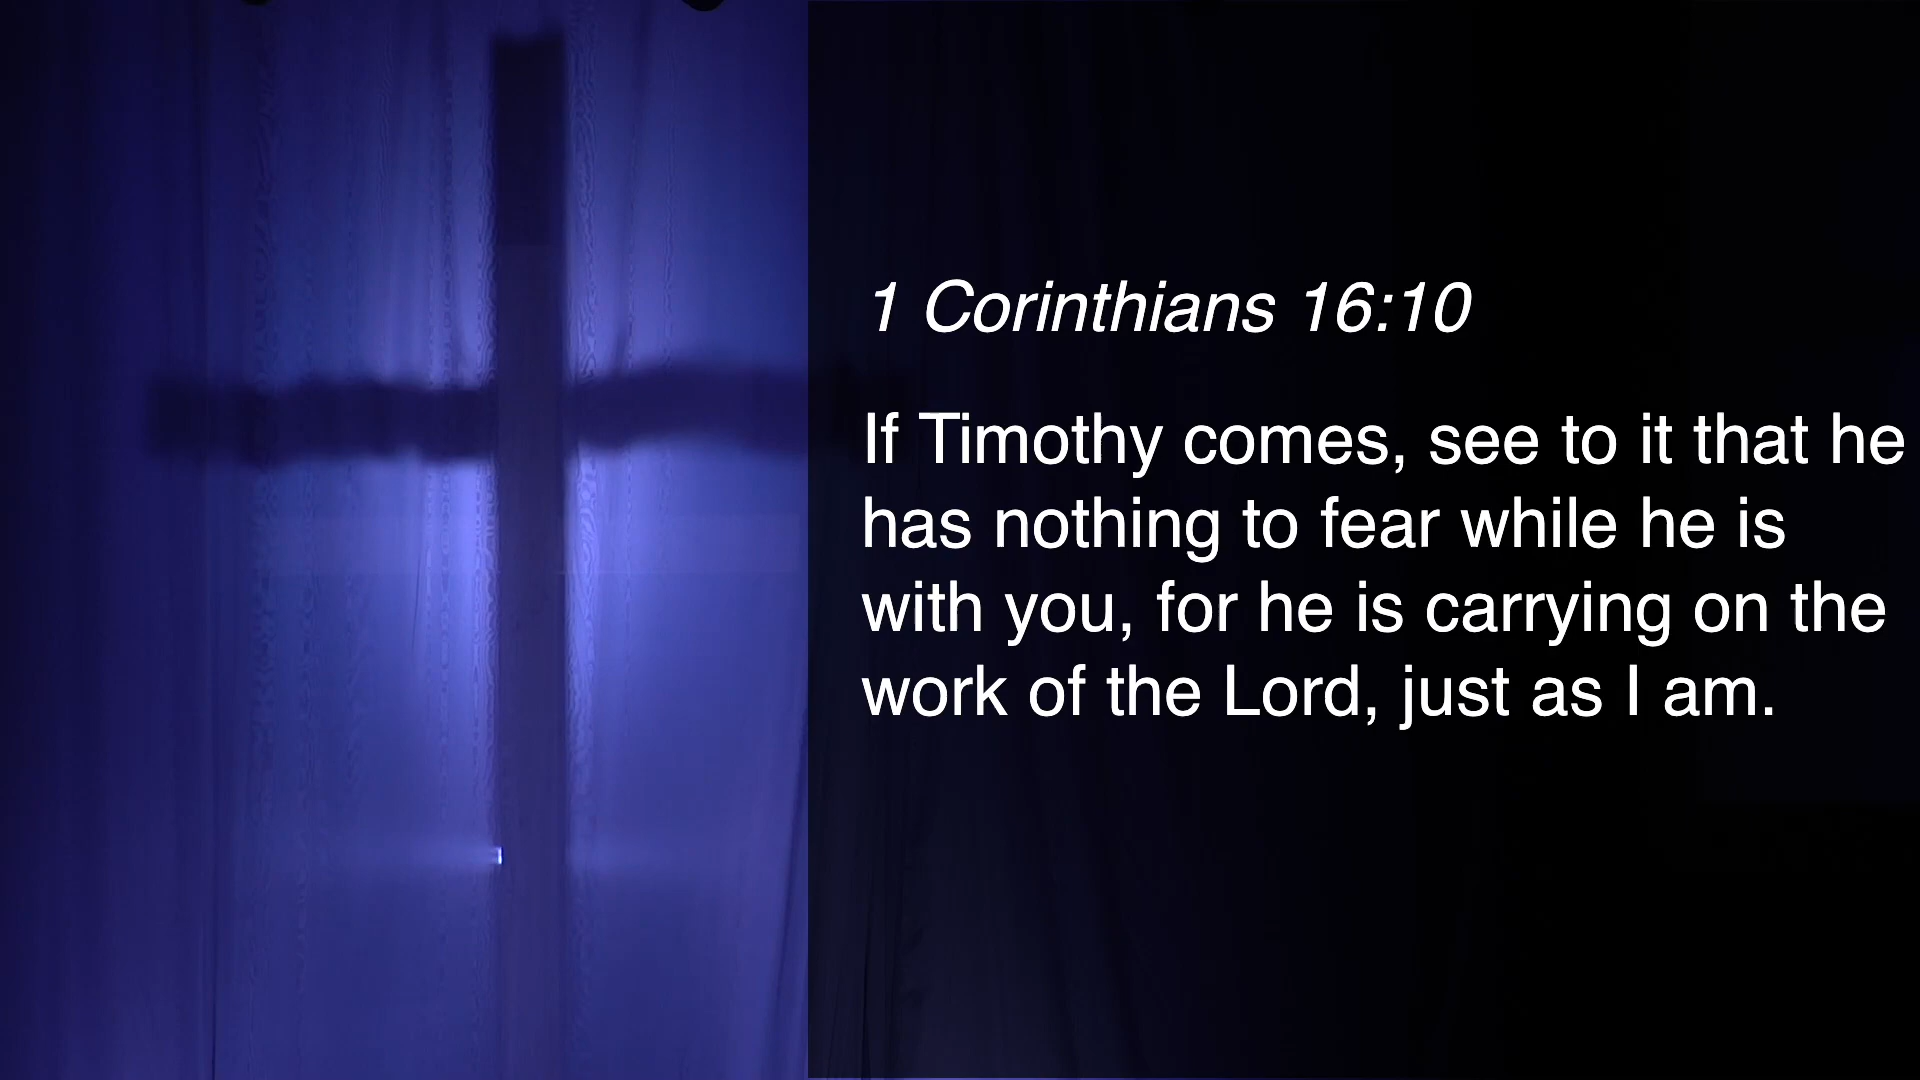 1 Corinthians 16:10
If Timothy comes, see to it that he
has nothing to fear while he is
with you, for he is carrying on the
work of the Lord, just as I am.